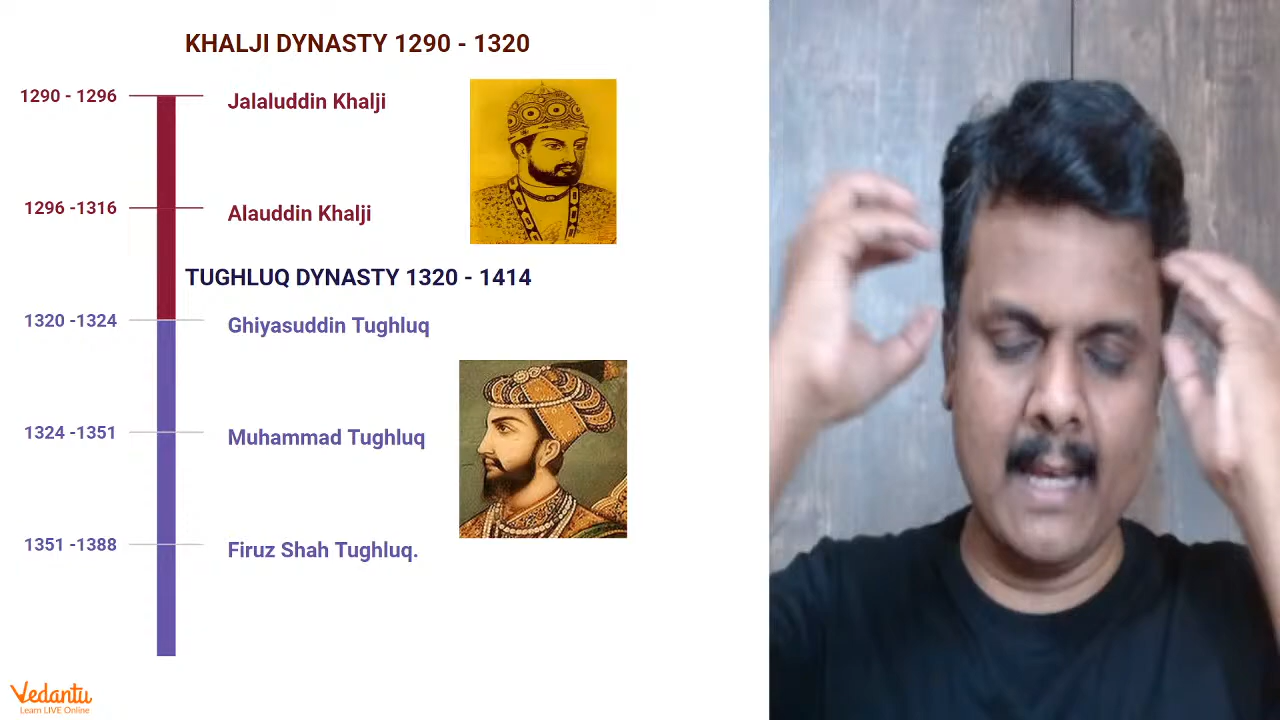 KHALJI DYNASTY 1290 - 1320
1290 - 1296
Jalaluddin Khalji
1296 -1316
Alauddin Khalji
TUGHLUQ DYNASTY 1320 - 1414
1320 -1324
Ghiyasuddin Tughluq
1324 -1351
Muhammad Tughluq
1351 -1388
Firuz Shah Tughluq.
Vedantu
Learn LIVE Online